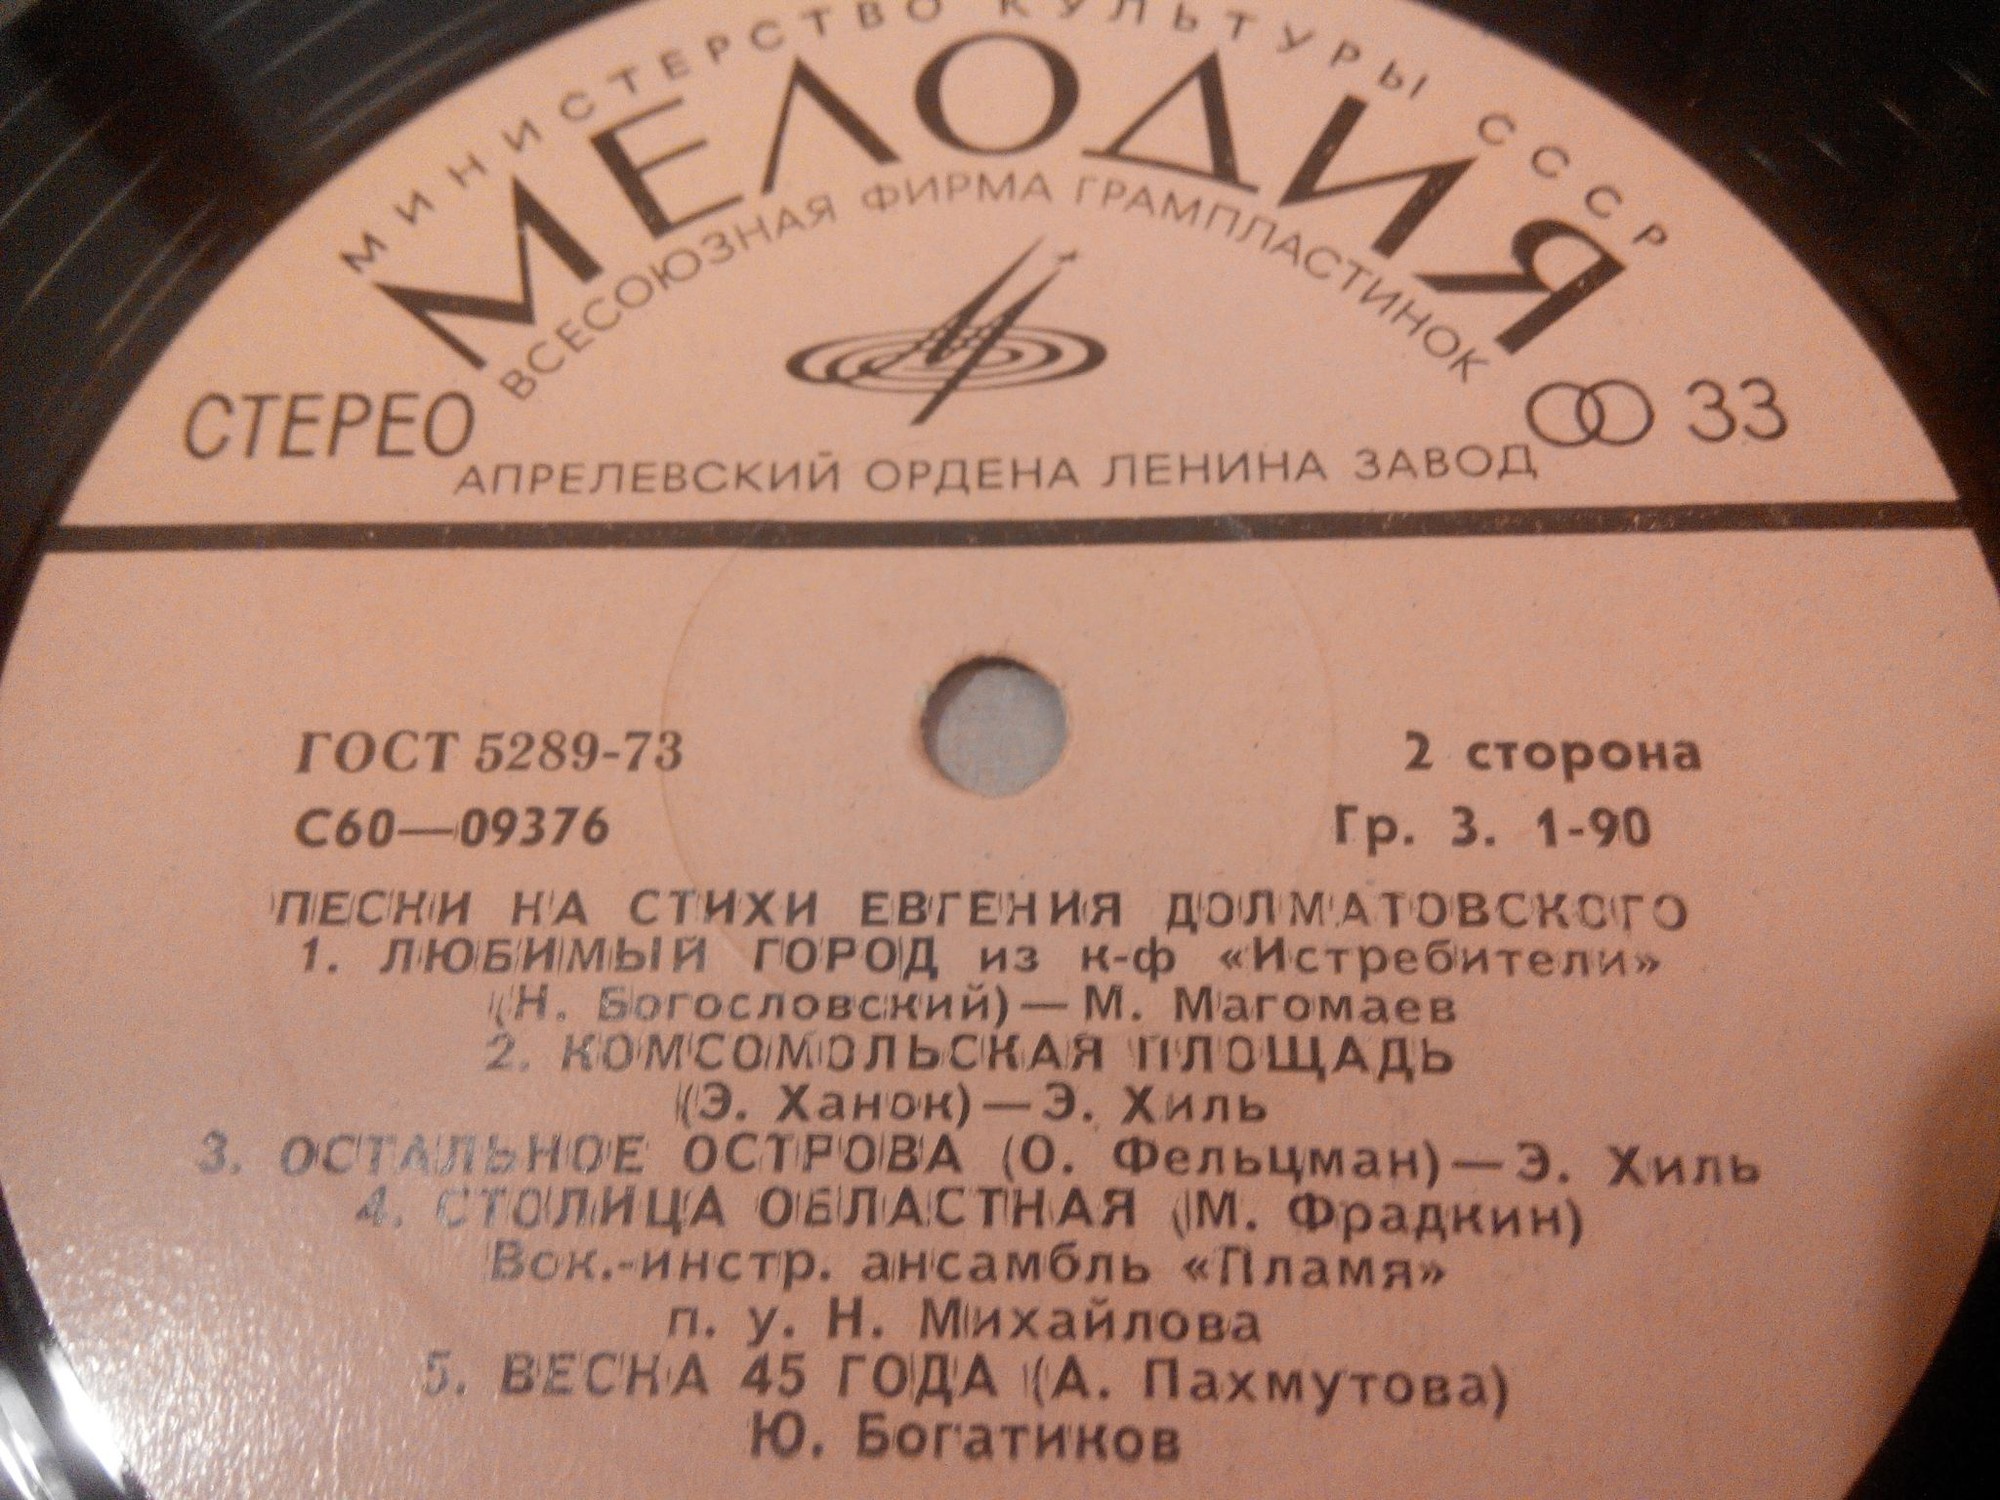 МИНИСТЕРСТВО КУЛЬТУРЫ СССР
МЕЛОДИЯ
ВСЕСОЮЗНАЯ ФИРМА ГРАМПЛАСТИНОК
СТЕРЕО
33
АПРЕЛЕВСКИЙ ОРДЕНА ЛЕНИНА ЗАВОД
ГОСТ 5289-73
2 сторона
С60—09376
Гр. 3. 1-90
ПЕСНИ НА СТИХИ ЕВГЕНИЯ ДОЛМАТОВСКОГО
1. ЛЮБИМЫЙ ГОРОД из к-ф «Истребители»
(Н. Богословский) — М. Магомаев
2. КОМСОМОЛЬСКАЯ ПЛОЩАДЬ
(Э. Ханок) — Э. Хиль
3. ОСТАЛЬНОЕ ОСТРОВА (О. Фельцман) — Э. Хиль
4. СТОЛИЦА ОБЛАСТНАЯ (М. Фрадкин)
Вок.-инстр. ансамбль «Пламя»
п. у. Н. Михайлова
5. ВЕСНА 45 ГОДА (А. Пахмутова)
Ю. Богатиков